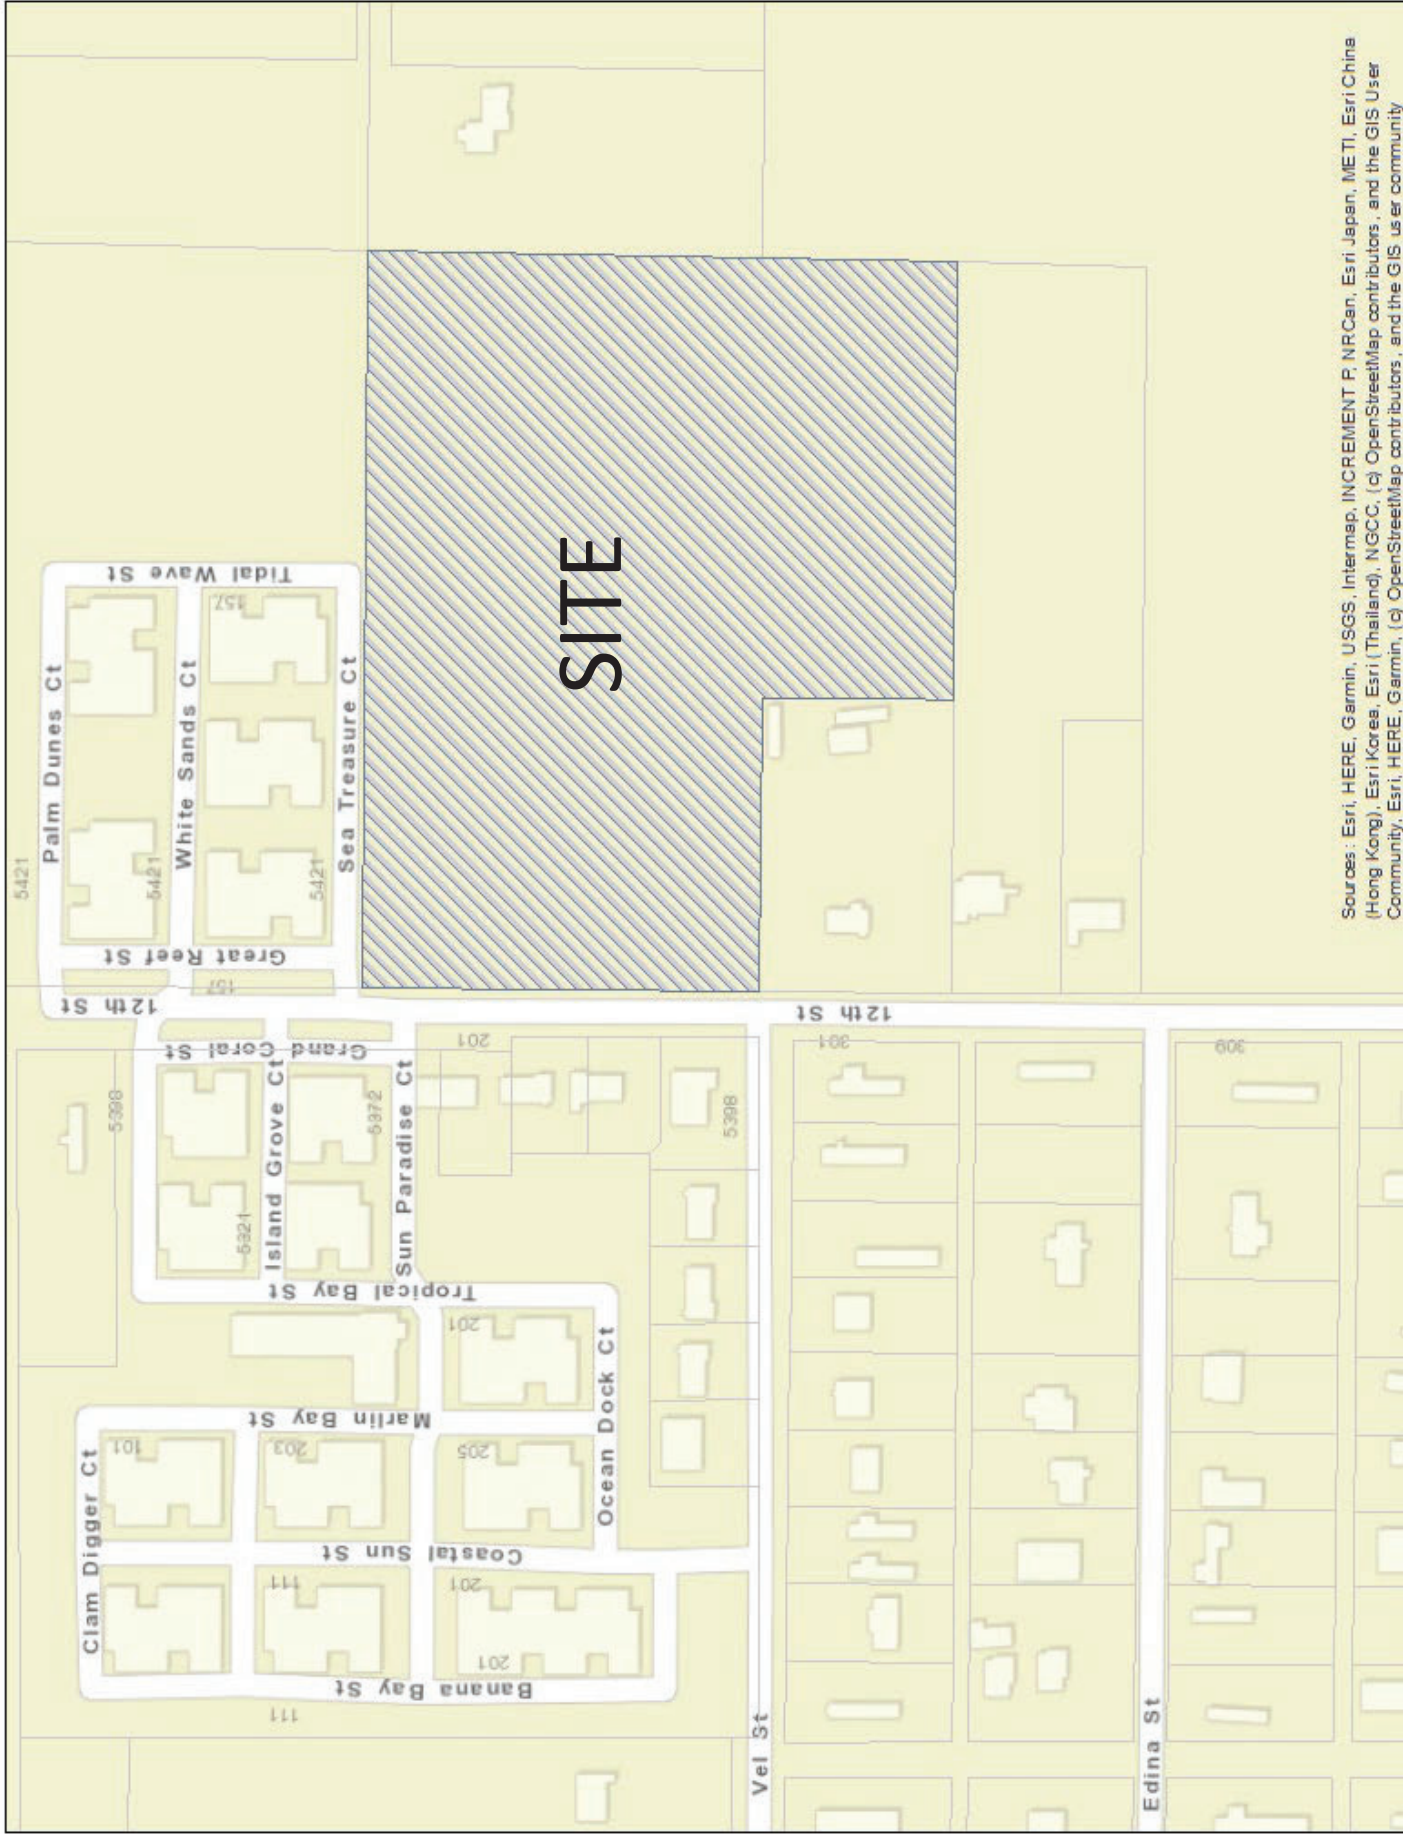 5421
Palm Dunes Ct
5421
White Sands Ct
157
5421
Sea Treasure Ct
Tidal Wave St
Great Reef St
157
12th St
SITE
12th St
Grand Coral St
5398
Island Grove Ct
5324
5372
Sun Paradise Ct
201
5398
301
309
Tropical Bay St
201
Ocean Dock Ct
Marlin Bay St
101
203
205
Clam Digger Ct
Coastal Sun St
111
201
201
Banana Bay St
111
Vel St
Edina St
Sources: Esri, HERE, Garmin, USGS, Intermap, INCREMENT P, NRCan, Esri Japan, METI, Esri China
(Hong Kong), Esri Korea, Esri (Thailand), NGCC, (c) OpenStreetMap contributors, and the GIS User
Community, Esri, HERE, Garmin, (c) OpenStreetMap contributors, and the GIS user community